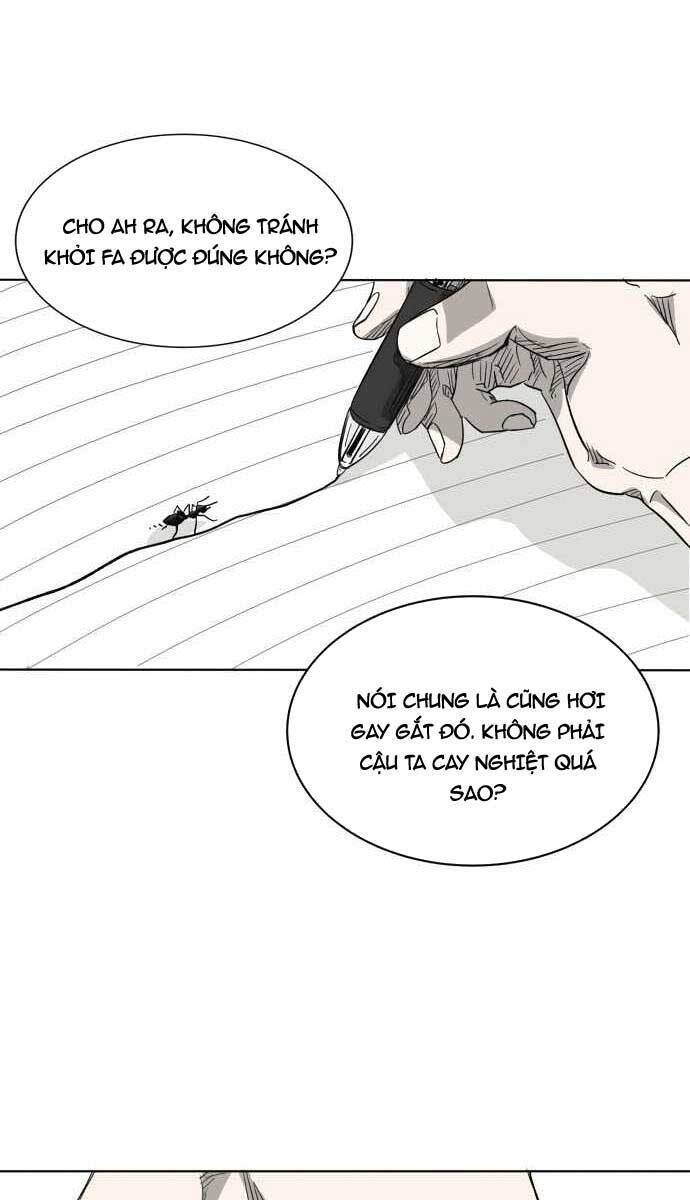 CHO AH RA, KHÔNG TRÁNH
KHỎI FA ĐƯỢC ĐÚNG KHÔNG?
NÓI CHUNG LÀ CŨNG HƠI
GAY GẮT ĐÓ. KHÔNG PHẢI
CẬU TA CAY NGHIỆT QUÁ
SAO?